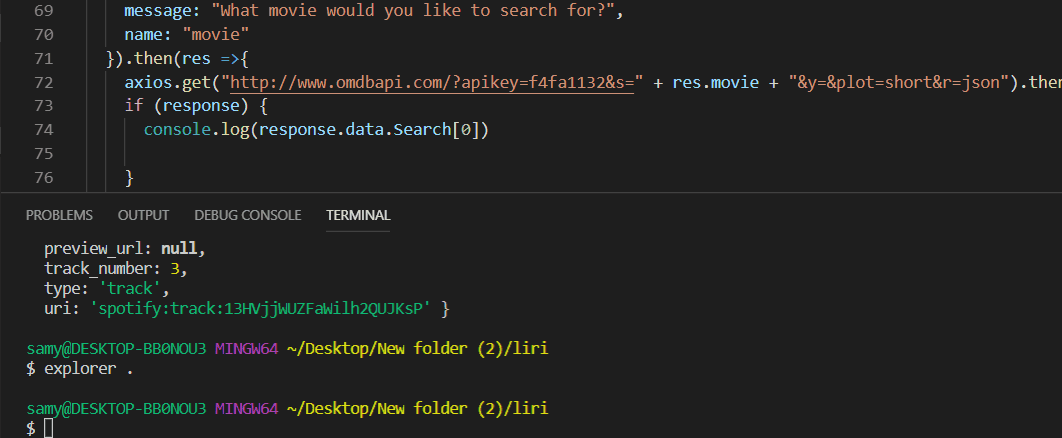 69 message: "What movie would you like to search for?",
70 name: "movie"
71 }).then(res =>{
72 axios.get("http://www.omdbapi.com/?apikey=f4fa1132&s=" + res.movie + "&y=&plot=short&r=json").then
73 if (response) {
74 console.log(response.data.Search[0])
75
76 }
PROBLEMS OUTPUT DEBUG CONSOLE TERMINAL
preview_url: null,
track_number: 3,
type: 'track',
uri: 'spotify:track:13HVjjWUZFaWilh2QUJKsP' }
samy@DESKTOP-BB0NOU3 MINGW64 ~/Desktop/New folder (2)/liri
$ explorer .
samy@DESKTOP-BB0NOU3 MINGW64 ~/Desktop/New folder (2)/liri
$